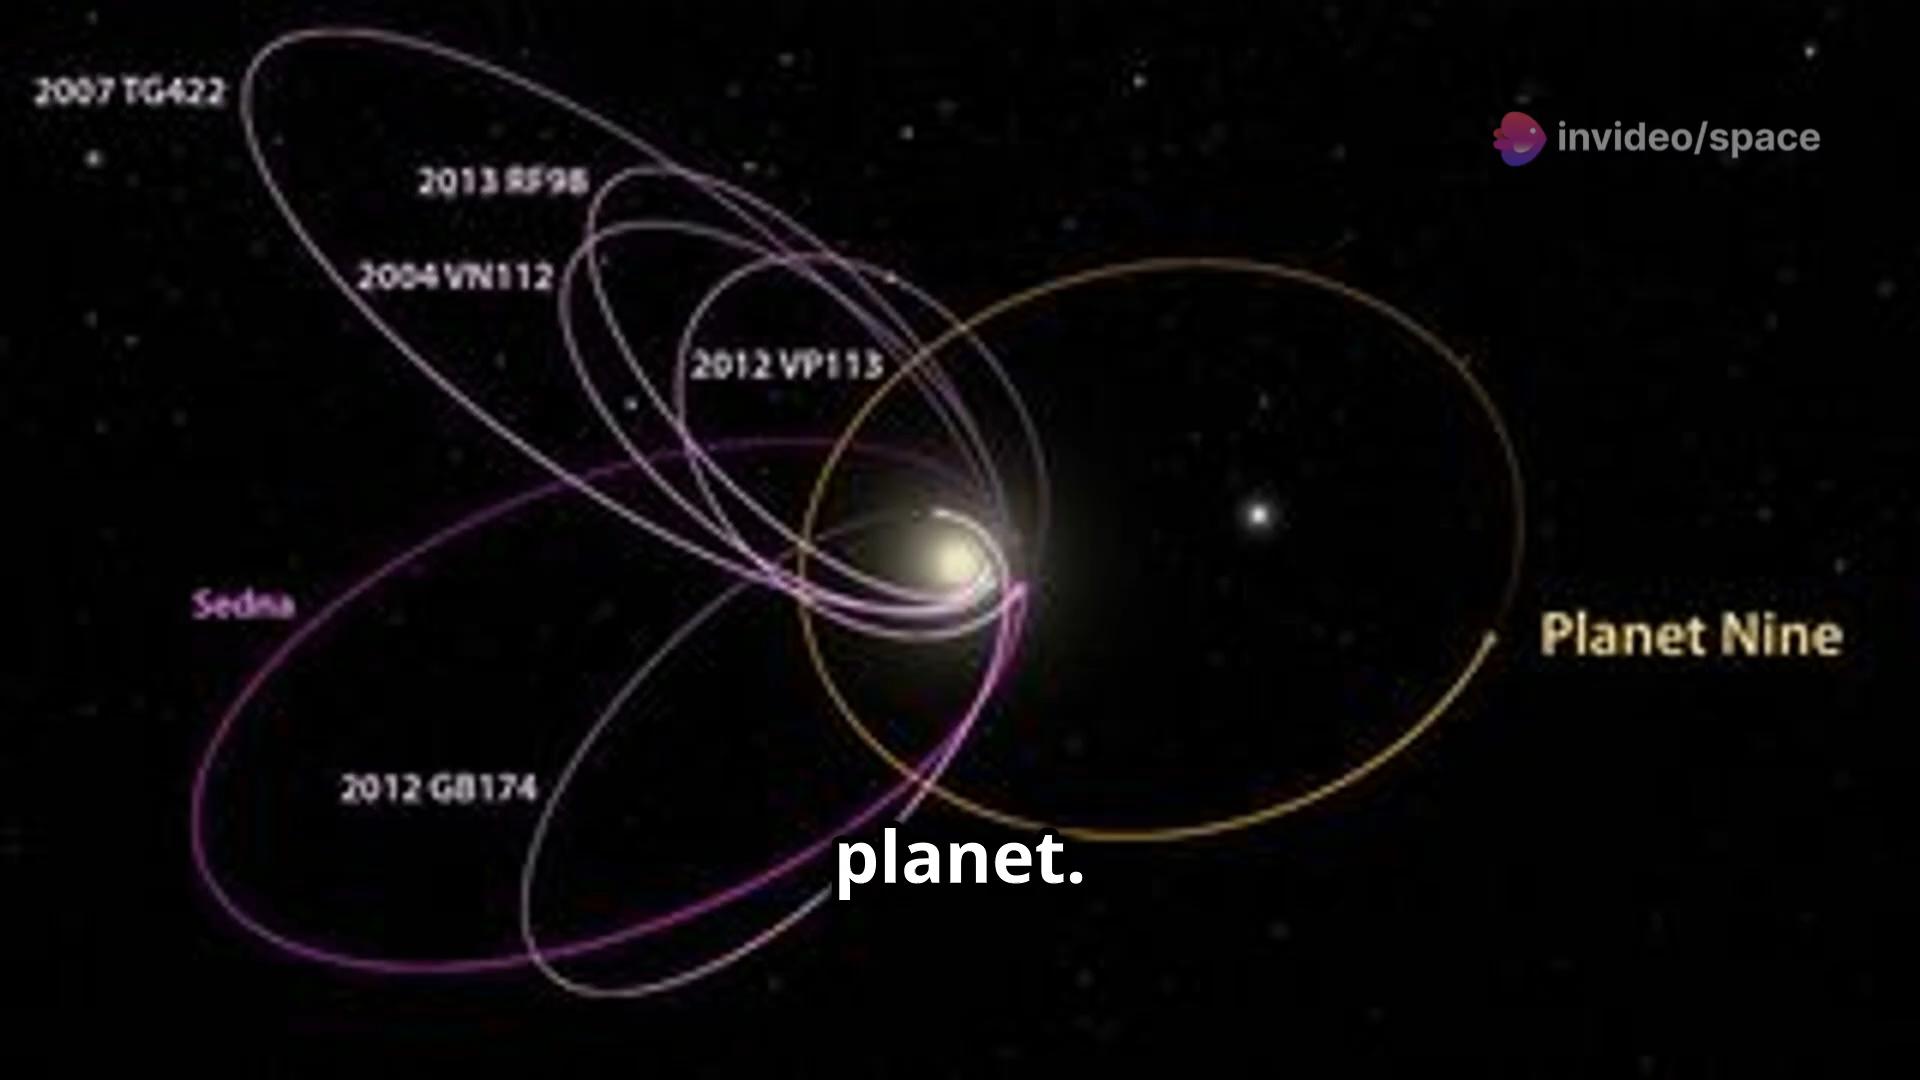 2007 TG422
invideo/space
2013 RF98
2004 VN112
2012 VP113
Sedna
Planet Nine
2012 GB174
planet.